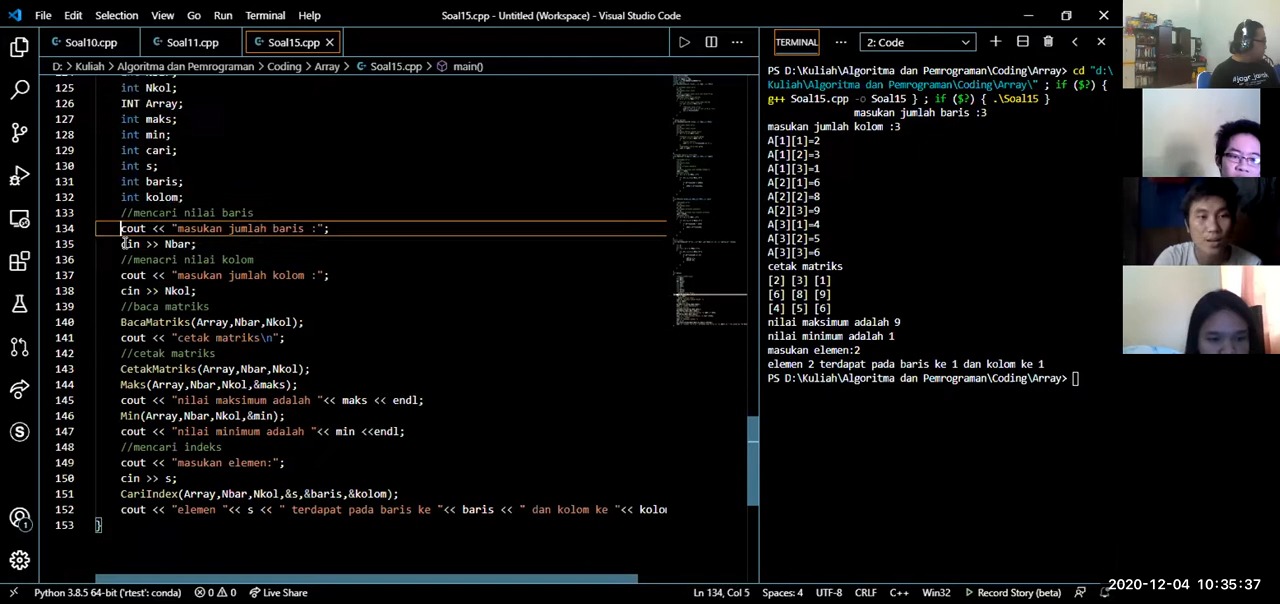 File Edit Selection View Go Run Terminal Help
Soal15.cpp - Untitled (Workspace) - Visual Studio Code
Soal10.cpp
Soal11.cpp
Soal15.cpp ×
D: > Kuliah > Algoritma dan Pemrograman > Coding > Array > Soal15.cpp > main()
125 int Nkol;
126 INT Array;
127 int maks;
128 int min;
129 int cari;
130 int s;
131 int baris;
132 int kolom;
133 //mencari nilai baris
134 cout << "masukan jumlah baris :";
135 cin >> Nbar;
136 //menacri nilai kolom
137 cout << "masukan jumlah kolom :";
138 cin >> Nkol;
139 //baca matriks
140 BacaMatriks(Array,Nbar,Nkol);
141 cout << "cetak matriks\n";
142 //cetak matriks
143 CetakMatriks(Array,Nbar,Nkol);
144 Maks(Array,Nbar,Nkol,&maks);
145 cout << "nilai maksimum adalah "<< maks << endl;
146 Min(Array,Nbar,Nkol,&min);
147 cout << "nilai minimum adalah "<< min <<endl;
148 //mencari indeks
149 cout << "masukan elemen:";
150 cin >> s;
151 CariIndex(Array,Nbar,Nkol,&s,&baris,&kolom);
152 cout << "elemen "<< s << " terdapat pada baris ke "<< baris << " dan kolom ke "<< kolom
153 }
TERMINAL ··· 2: Code
PS D:\Kuliah\Algoritma dan Pemrograman\Coding\Array> cd "d:\
Kuliah\Algoritma dan Pemrograman\Coding\Array\" ; if ($?) {
g++ Soal15.cpp -o Soal15 } ; if ($?) { .\Soal15 }
masukan jumlah baris :3
masukan jumlah kolom :3
A[1][1]=2
A[1][2]=3
A[1][3]=1
A[2][1]=6
A[2][2]=8
A[2][3]=9
A[3][1]=4
A[3][2]=5
A[3][3]=6
cetak matriks
[2] [3] [1]
[6] [8] [9]
[4] [5] [6]
nilai maksimum adalah 9
nilai minimum adalah 1
masukan elemen:2
elemen 2 terdapat pada baris ke 1 dan kolom ke 1
PS D:\Kuliah\Algoritma dan Pemrograman\Coding\Array>
2020-12-04 10:35:37
1
Python 3.8.5 64-bit ('rtest': conda) 0 0 Live Share
Ln 134, Col 5 Spaces: 4 UTF-8 CRLF C++ Win32 Record Story (beta)